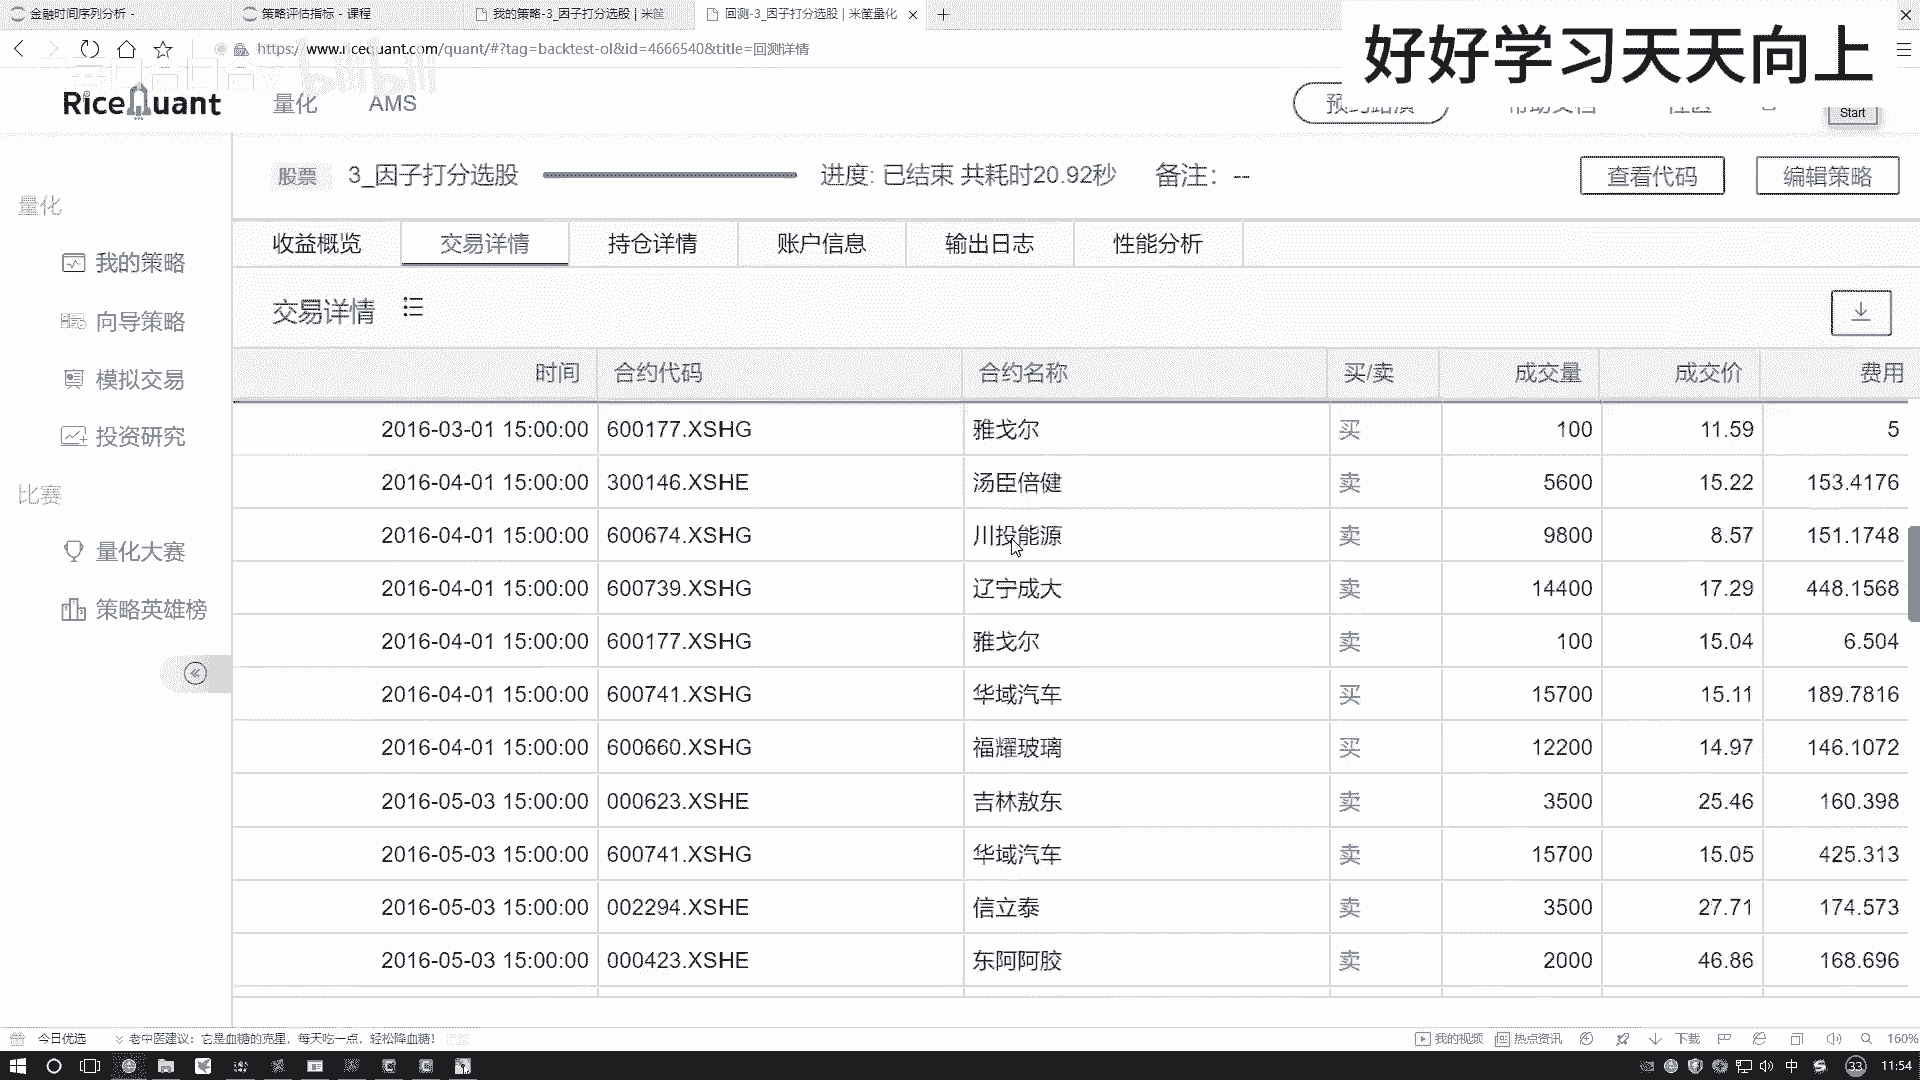 金融时间序列分析 -
策略评估指标 - 课程
我的策略-3_因子打分选股 | 米筐
回测-3_因子打分选股 | 米筐量化
https://www.ricequant.com/quant/#?tag=backtest-ol&id=4666540&title=回测详情
好好学习天天向上
bilibili
RiceQuant
量化
AMS
Start
股票
3_因子打分选股
进度: 已结束 共耗时20.92秒
备注: --
查看代码
编辑策略
量化
我的策略
向导策略
模拟交易
投资研究
比赛
量化大赛
策略英雄榜
收益概览 交易详情 持仓详情 账户信息 输出日志 性能分析
交易详情
时间 合约代码 合约名称 买/卖 成交量 成交价 费用
2016-03-01 15:00:00 600177.XSHG 雅戈尔 买 100 11.59 5
2016-04-01 15:00:00 300146.XSHE 汤臣倍健 卖 5600 15.22 153.4176
2016-04-01 15:00:00 600674.XSHG 川投能源 卖 9800 8.57 151.1748
2016-04-01 15:00:00 600739.XSHG 辽宁成大 卖 14400 17.29 448.1568
2016-04-01 15:00:00 600177.XSHG 雅戈尔 卖 100 15.04 6.504
2016-04-01 15:00:00 600741.XSHG 华域汽车 买 15700 15.11 189.7816
2016-04-01 15:00:00 600660.XSHG 福耀玻璃 买 12200 14.97 146.1072
2016-05-03 15:00:00 000623.XSHE 吉林敖东 卖 3500 25.46 160.398
2016-05-03 15:00:00 600741.XSHG 华域汽车 卖 15700 15.05 425.313
2016-05-03 15:00:00 002294.XSHE 信立泰 卖 3500 27.71 174.573
2016-05-03 15:00:00 000423.XSHE 东阿阿胶 卖 2000 46.86 168.696
今日优选
老中医建议：它是血糖的克星，每天吃一点，轻松降血糖！
我的视频 热点资讯 下载 160%
中 33 11:54